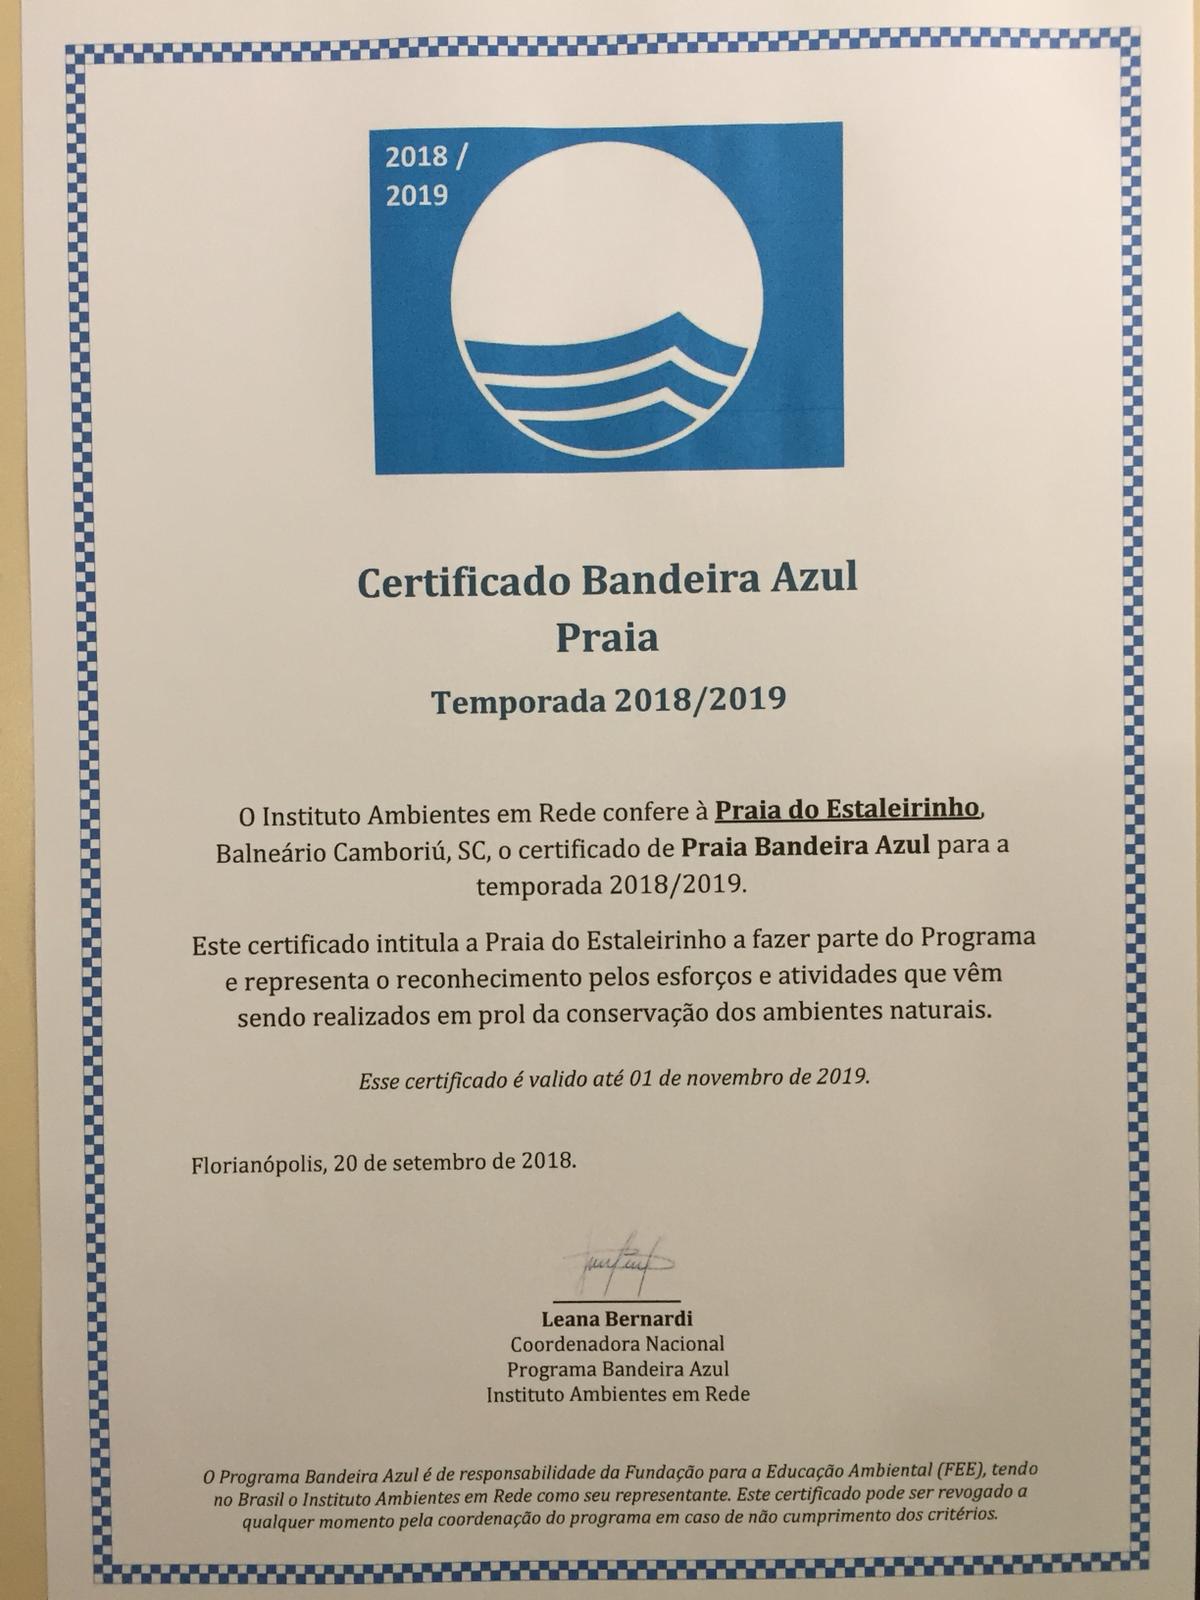 2018 /
2019
Certificado Bandeira Azul
Praia
Temporada 2018/2019
O Instituto Ambientes em Rede confere à Praia do Estaleirinho,
Balneário Camboriú, SC, o certificado de Praia Bandeira Azul para a
temporada 2018/2019.
Este certificado intitula a Praia do Estaleirinho a fazer parte do Programa
e representa o reconhecimento pelos esforços e atividades que vêm
sendo realizados em prol da conservação dos ambientes naturais.
Esse certificado é valido até 01 de novembro de 2019.
Florianópolis, 20 de setembro de 2018.
Leana Bernardi
Coordenadora Nacional
Programa Bandeira Azul
Instituto Ambientes em Rede
O Programa Bandeira Azul é de responsabilidade da Fundação para a Educação Ambiental (FEE), tendo
no Brasil o Instituto Ambientes em Rede como seu representante. Este certificado pode ser revogado a
qualquer momento pela coordenação do programa em caso de não cumprimento dos critérios.